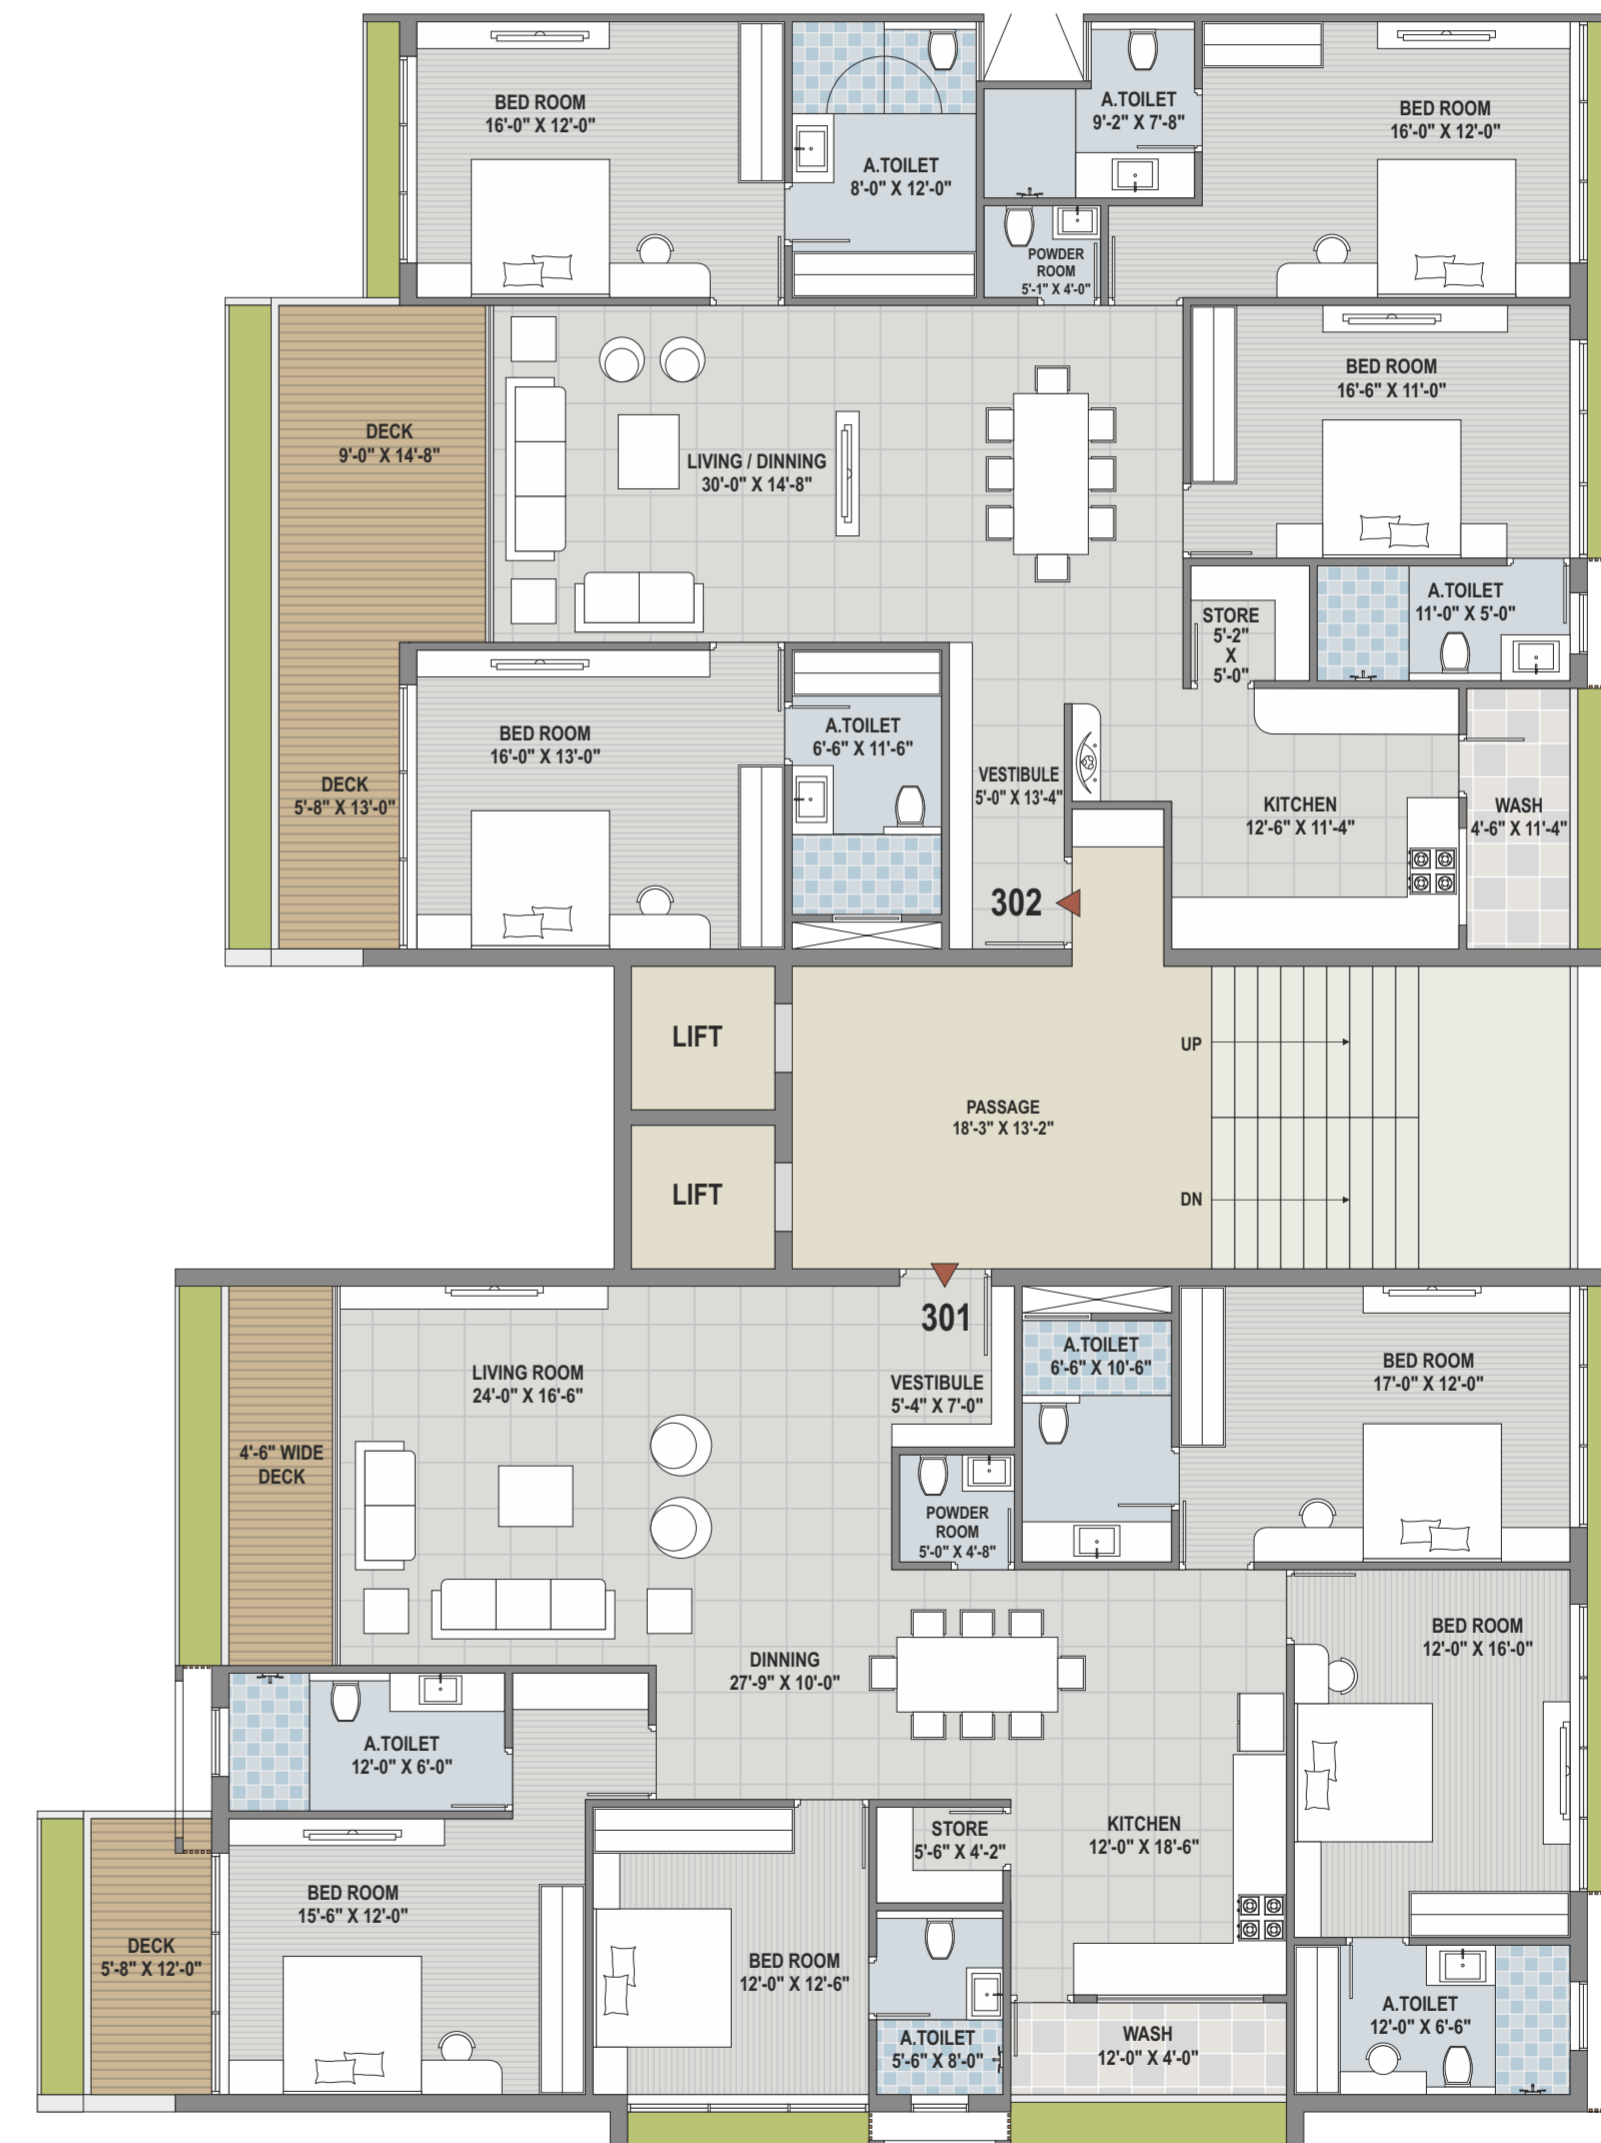 BED ROOM
16'-0" X 12'-0"
A.TOILET
8'-0" X 12'-0"
A.TOILET
9'-2" X 7'-8"
BED ROOM
16'-0" X 12'-0"
POWDER
ROOM
5'-1" X 4'-0"
DECK
9'-0" X 14'-8"
LIVING / DINNING
30'-0" X 14'-8"
BED ROOM
16'-6" X 11'-0"
STORE
5'-2"
X
5'-0"
A.TOILET
11'-0" X 5'-0"
BED ROOM
16'-0" X 13'-0"
A.TOILET
6'-6" X 11'-6"
DECK
5'-8" X 13'-0"
VESTIBULE
5'-0" X 13'-4"
KITCHEN
12'-6" X 11'-4"
WASH
4'-6" X 11'-4"
302
LIFT
UP
PASSAGE
18'-3" X 13'-2"
LIFT
DN
301
LIVING ROOM
24'-0" X 16'-6"
VESTIBULE
5'-4" X 7'-0"
A.TOILET
6'-6" X 10'-6"
BED ROOM
17'-0" X 12'-0"
4'-6" WIDE
DECK
POWDER
ROOM
5'-0" X 4'-8"
DINNING
27'-9" X 10'-0"
BED ROOM
12'-0" X 16'-0"
A.TOILET
12'-0" X 6'-0"
STORE
5'-6" X 4'-2"
KITCHEN
12'-0" X 18'-6"
BED ROOM
15'-6" X 12'-0"
DECK
5'-8" X 12'-0"
BED ROOM
12'-0" X 12'-6"
A.TOILET
5'-6" X 8'-0"
WASH
12'-0" X 4'-0"
A.TOILET
12'-0" X 6'-6"